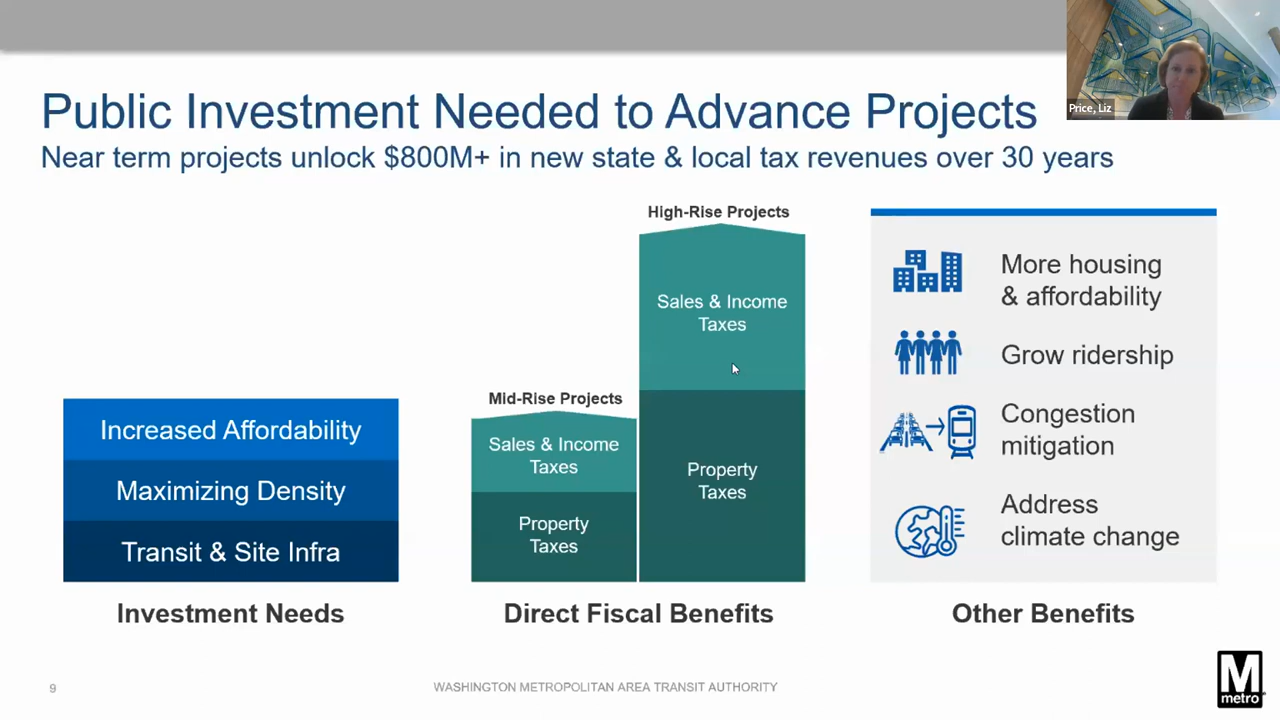 Price, Liz
Public Investment Needed to Advance Projects
Near term projects unlock $800M+ in new state & local tax revenues over 30 years
Increased Affordability
Maximizing Density
Transit & Site Infra
Investment Needs
Mid-Rise Projects
Sales & Income
Taxes
Property
Taxes
High-Rise Projects
Sales & Income
Taxes
Property
Taxes
Direct Fiscal Benefits
More housing
& affordability
Grow ridership
Congestion
mitigation
Address
climate change
Other Benefits
9
WASHINGTON METROPOLITAN AREA TRANSIT AUTHORITY
M
metro